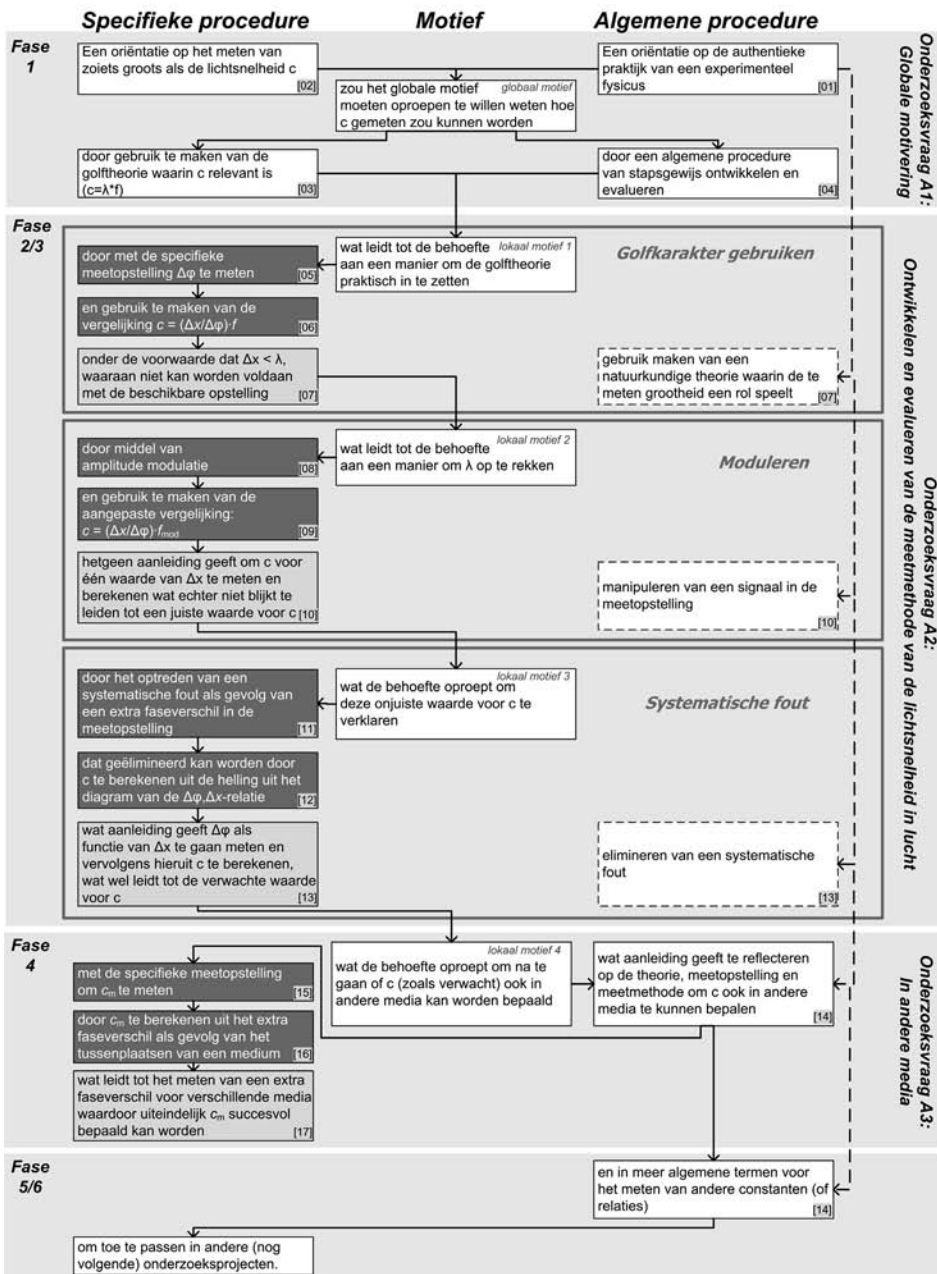 Specifieke procedure
Motief
Algemene procedure
Fase
1
Een oriëntatie op het meten van
zoiets groots als de lichtsnelheid c
[02]
globaal motief
zou het globale motief
moeten oproepen te willen weten hoe
c gemeten zou kunnen worden
Een oriëntatie op de authentieke
praktijk van een experimenteel
fysicus
[01]
door gebruik te maken van de
golftheorie waarin c relevant is
(c=λ*f)
[03]
door een algemene procedure
van stapsgewijs ontwikkelen en
evalueren
[04]
Onderzoeksvraag A1:
Globale motivering
Fase
2/3
door met de specifieke
meetopstelling Δφ te meten
[05]
lokaal motief 1
wat leidt tot de behoefte
aan een manier om de golftheorie
praktisch in te zetten
Golfkarakter gebruiken
en gebruik te maken van de
vergelijking c = (Δx/Δφ)·f
[06]
onder de voorwaarde dat Δx < λ,
waaraan niet kan worden voldaan
met de beschikbare opstelling
[07]
gebruik maken van een
natuurkundige theorie waarin de te
meten grootheid een rol speelt
[07]
door middel van
amplitude modulatie
[08]
lokaal motief 2
wat leidt tot de behoefte
aan een manier om λ op te rekken
Moduleren
en gebruik te maken van de
aangepaste vergelijking:
c = (Δx/Δφ)·fmod
[09]
hetgeen aanleiding geeft om c voor
één waarde van Δx te meten en
berekenen wat echter niet blijkt te
leiden tot een juiste waarde voor c
[10]
manipuleren van een signaal in de
meetopstelling
[10]
door het optreden van een
systematische fout als gevolg van
een extra faseverschil in de
meetopstelling
[11]
lokaal motief 3
wat de behoefte oproept om
deze onjuiste waarde voor c te
verklaren
Systematische fout
dat geëlimineerd kan worden door
c te berekenen uit de helling uit het
diagram van de Δφ,Δx-relatie
[12]
wat aanleiding geeft Δφ als
functie van Δx te gaan meten en
vervolgens hieruit c te berekenen,
wat wel leidt tot de verwachte waarde
voor c
[13]
elimineren van een systematische
fout
[13]
Onderzoeksvraag A2:
Ontwikkelen en evalueren van de meetmethode van de lichtsnelheid in lucht
Fase
4
met de specifieke meetopstelling
om cm te meten
[15]
lokaal motief 4
wat de behoefte oproept om na te
gaan of c (zoals verwacht) ook in
andere media kan worden bepaald
wat aanleiding geeft te reflecteren
op de theorie, meetopstelling en
meetmethode om c ook in andere
media te kunnen bepalen
[14]
door cm te berekenen uit het extra
faseverschil als gevolg van het
tussenplaatsen van een medium
[16]
wat leidt tot het meten van een extra
faseverschil voor verschillende media
waardoor uiteindelijk cm succesvol
bepaald kan worden
[17]
Onderzoeksvraag A3:
In andere media
Fase
5/6
en in meer algemene termen voor
het meten van andere constanten (of
relaties)
[14]
om toe te passen in andere (nog
volgende) onderzoeksprojecten.